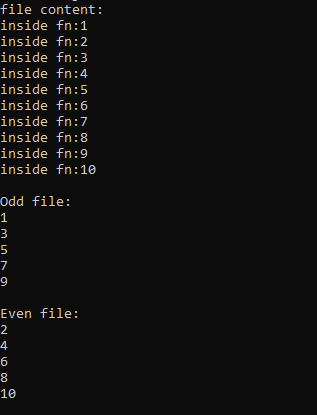 file content:
inside fn:1
inside fn:2
inside fn:3
inside fn:4
inside fn:5
inside fn:6
inside fn:7
inside fn:8
inside fn:9
inside fn:10

Odd file:
1
3
5
7
9

Even file:
2
4
6
8
10